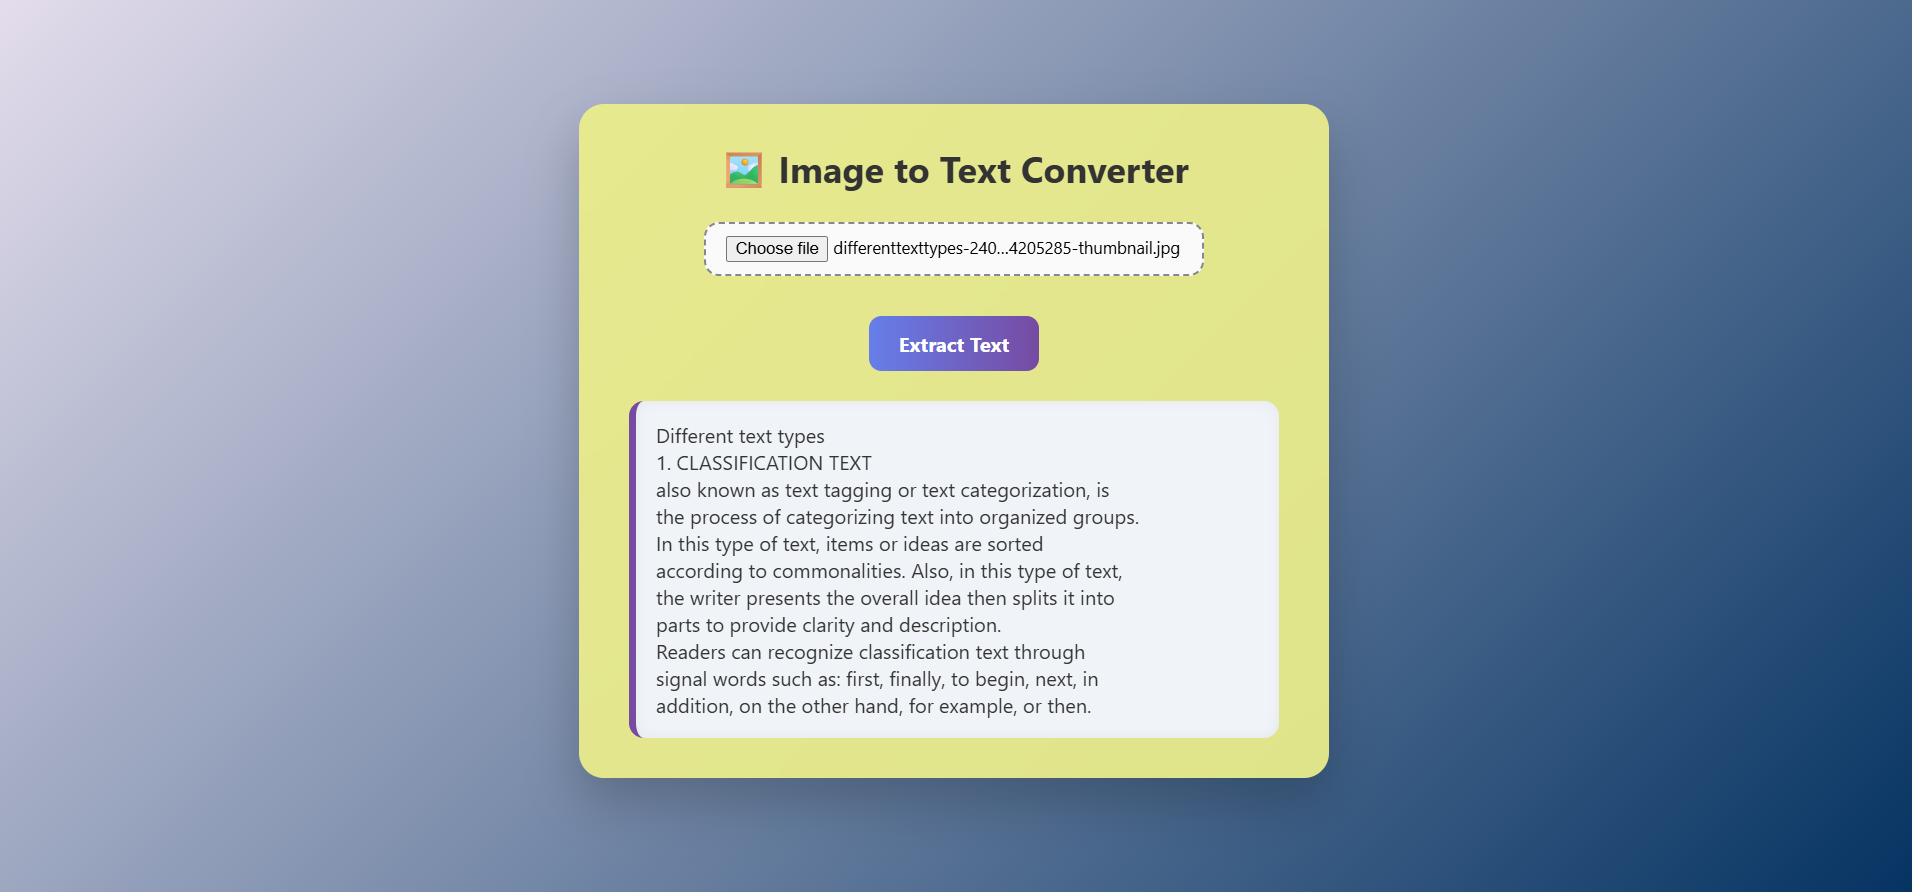 Image to Text Converter
Choose file differenttexttypes-240...4205285-thumbnail.jpg
Extract Text
Different text types
1. CLASSIFICATION TEXT
also known as text tagging or text categorization, is
the process of categorizing text into organized groups.
In this type of text, items or ideas are sorted
according to commonalities. Also, in this type of text,
the writer presents the overall idea then splits it into
parts to provide clarity and description.
Readers can recognize classification text through
signal words such as: first, finally, to begin, next, in
addition, on the other hand, for example, or then.